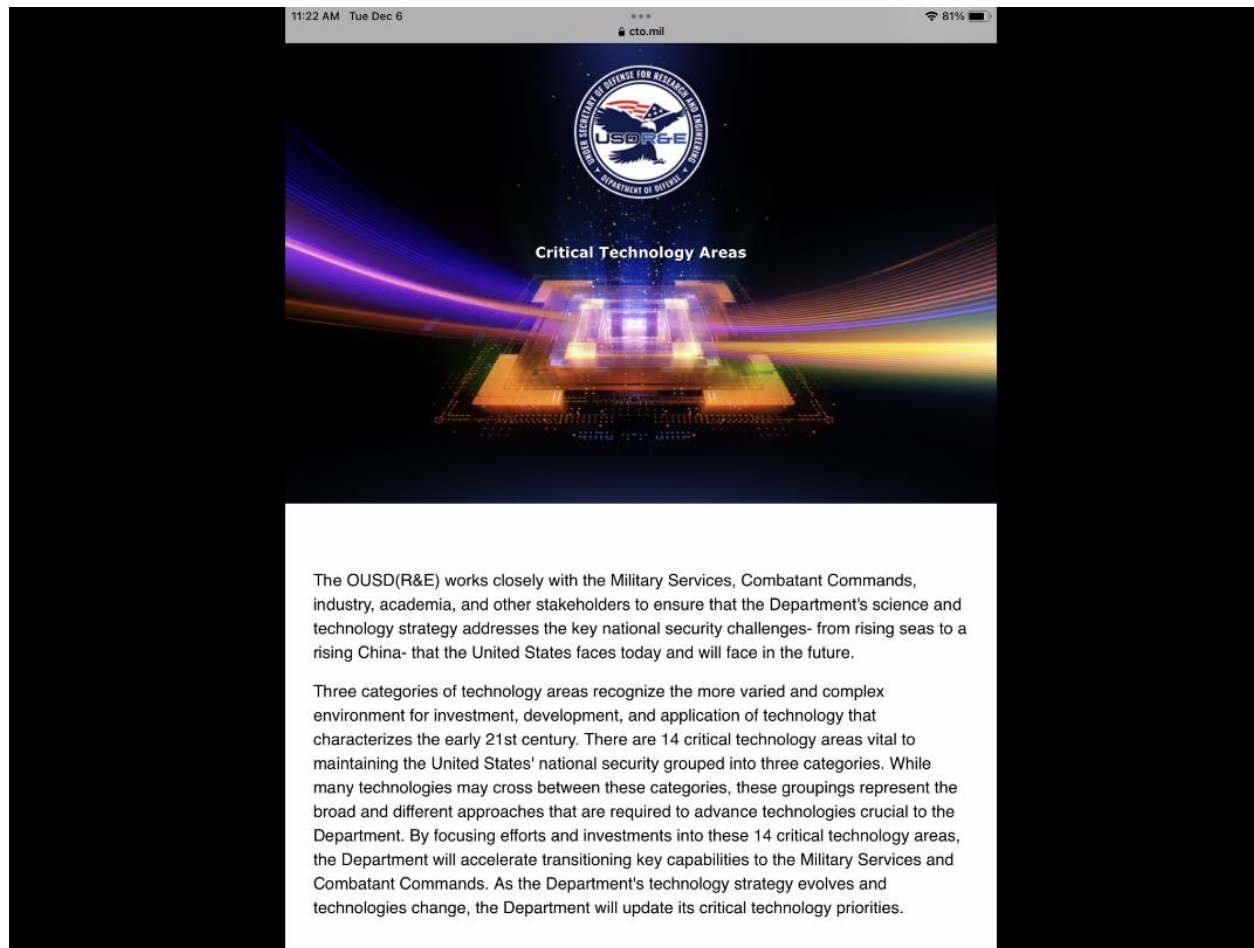 11:22 AM Tue Dec 6
81%
cto.mil
UNDER SECRETARY OF DEFENSE FOR RESEARCH AND ENGINEERING
USDR&E
DEPARTMENT OF DEFENSE
Critical Technology Areas
The OUSD(R&E) works closely with the Military Services, Combatant Commands,
industry, academia, and other stakeholders to ensure that the Department's science and
technology strategy addresses the key national security challenges- from rising seas to a
rising China- that the United States faces today and will face in the future.
Three categories of technology areas recognize the more varied and complex
environment for investment, development, and application of technology that
characterizes the early 21st century. There are 14 critical technology areas vital to
maintaining the United States' national security grouped into three categories. While
many technologies may cross between these categories, these groupings represent the
broad and different approaches that are required to advance technologies crucial to the
Department. By focusing efforts and investments into these 14 critical technology areas,
the Department will accelerate transitioning key capabilities to the Military Services and
Combatant Commands. As the Department's technology strategy evolves and
technologies change, the Department will update its critical technology priorities.